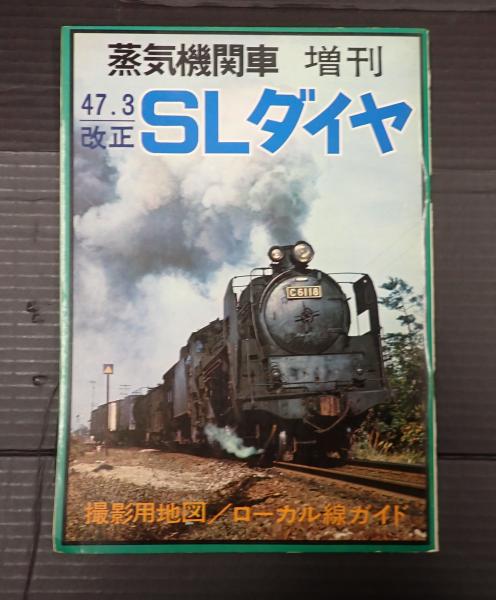 蒸気機関車 増刊
47.3
改正
SLダイヤ
C6118
撮影用地図/ローカル線ガイド